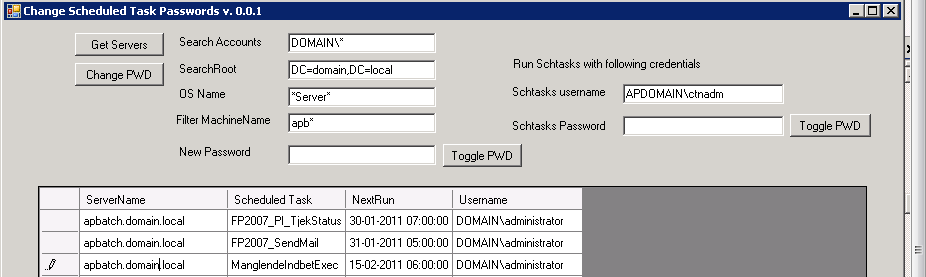 Change Scheduled Task Passwords v. 0.0.1
Get Servers Search Accounts DOMAIN\*
Change PWD SearchRoot DC=domain,DC=local Run Schtasks with following credentials
OS Name *Server* Schtasks username APDOMAIN\ctnadm
Filter MachineName apb* Schtasks Password Toggle PWD
New Password Toggle PWD
ServerName Scheduled Task NextRun Username
apbatch.domain.local FP2007_PI_TjekStatus 30-01-2011 07:00:00 DOMAIN\administrator
apbatch.domain.local FP2007_SendMail 31-01-2011 05:00:00 DOMAIN\administrator
apbatch.domain.local ManglendeIndbetExec 15-02-2011 06:00:00 DOMAIN\administrator